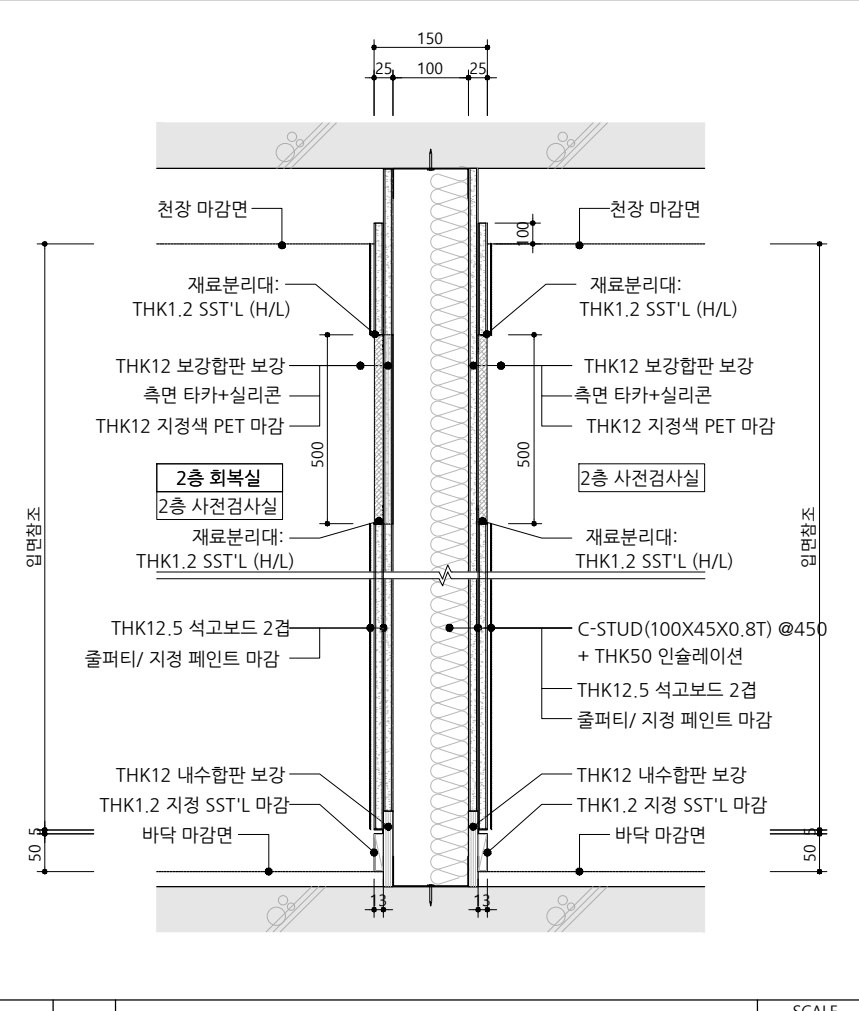 150
25 100 25
천장 마감면
천장 마감면
100
재료분리대:
THK1.2 SST'L (H/L)
재료분리대:
THK1.2 SST'L (H/L)
THK12 보강합판 보강
측면 타카+실리콘
THK12 지정색 PET 마감
THK12 보강합판 보강
측면 타카+실리콘
THK12 지정색 PET 마감
500
500
2층 회복실
2층 사전검사실
2층 사전검사실
입면참조
입면참조
재료분리대:
THK1.2 SST'L (H/L)
재료분리대:
THK1.2 SST'L (H/L)
THK12.5 석고보드 2겹
줄퍼티/ 지정 페인트 마감
C-STUD(100X45X0.8T) @450
+ THK50 인슐레이션
THK12.5 석고보드 2겹
줄퍼티/ 지정 페인트 마감
THK12 내수합판 보강
THK1.2 지정 SST'L 마감
바닥 마감면
THK12 내수합판 보강
THK1.2 지정 SST'L 마감
바닥 마감면
5
50
5
50
13
13
SCALE